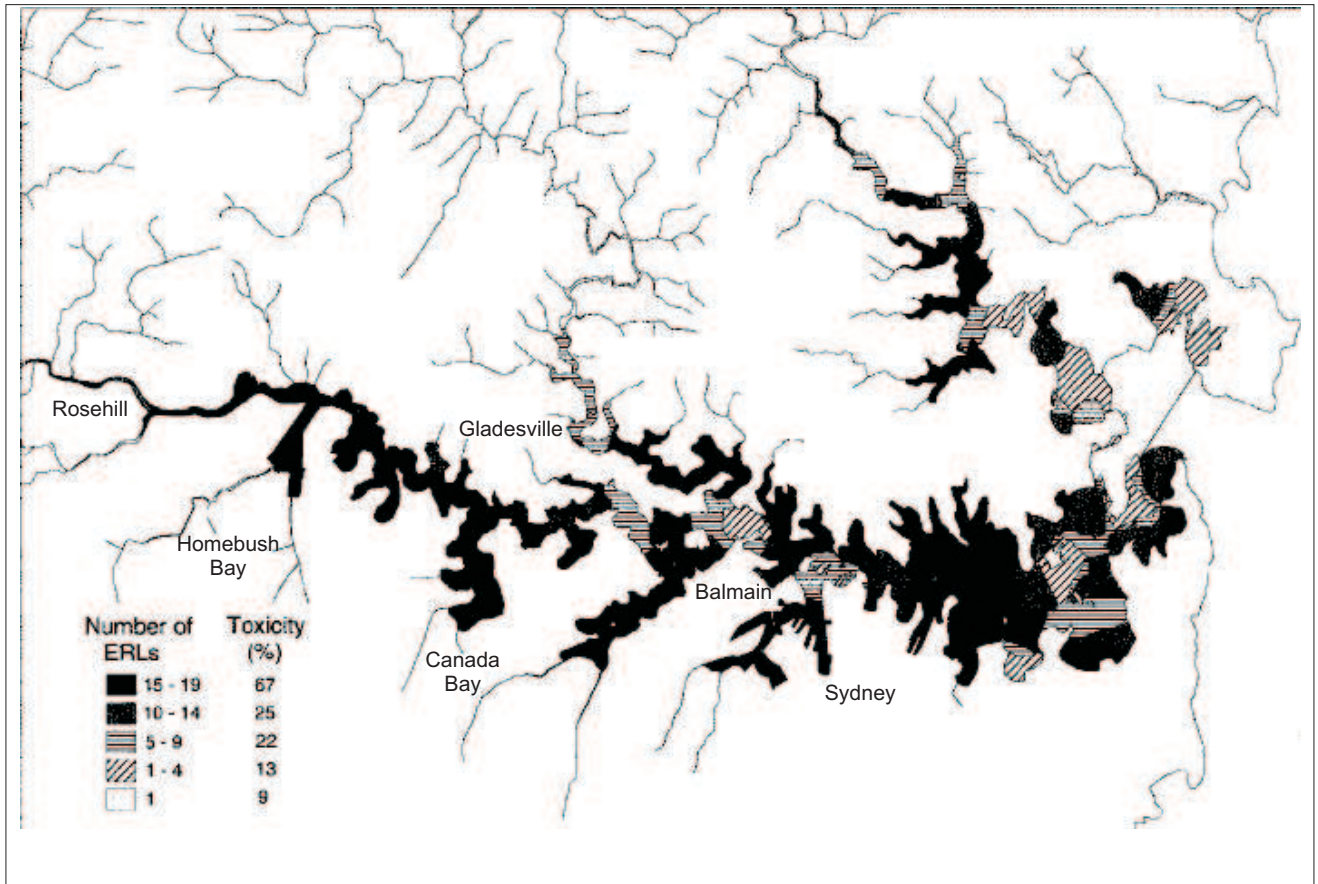 Rosehill
Gladesville
Homebush
Bay
Balmain
Canada
Bay
Sydney
Number of Toxicity
ERLs (%)
15 - 19 67
10 - 14 25
5 - 9 22
1 - 4 13
1 9